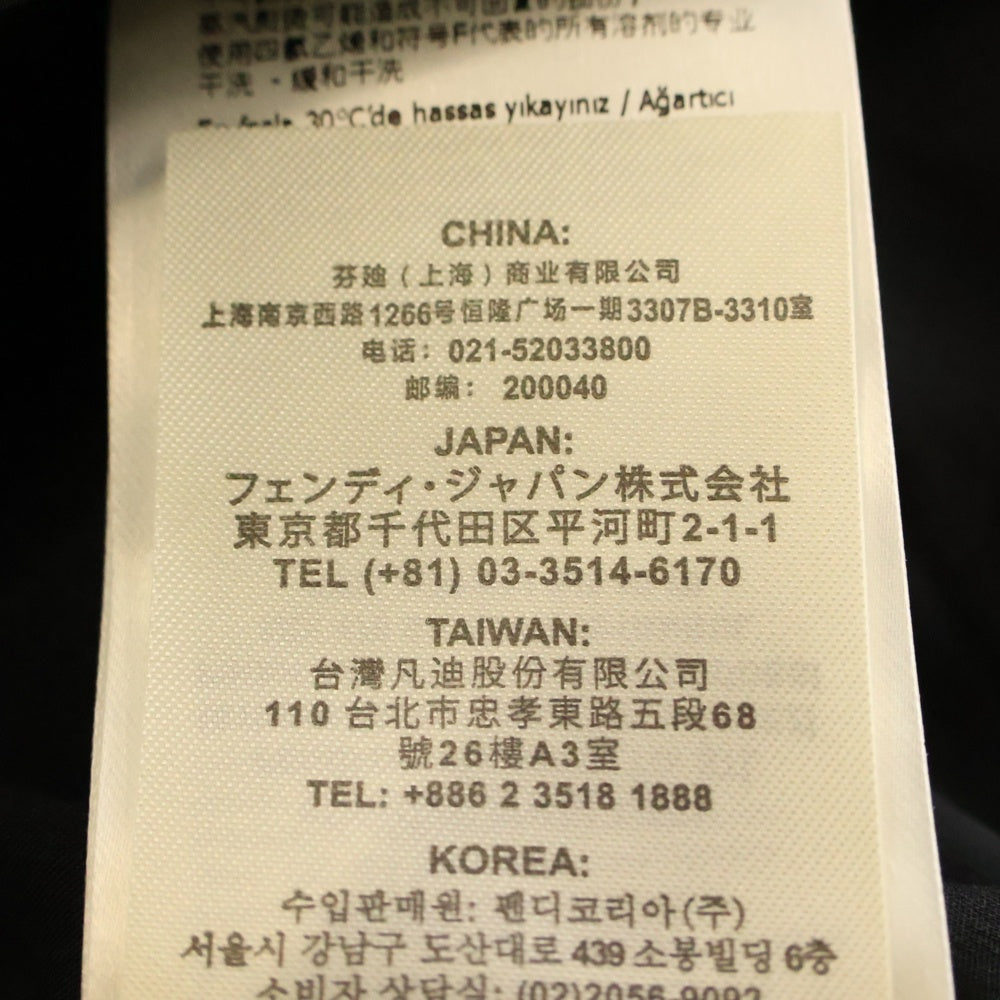 使用四氯乙烯和符号F代表的所有溶剂的专业
干洗 - 缓和干洗
30°C'de hassas yıkayınız / Ağartıcı
CHINA:
芬迪（上海）商业有限公司
上海南京西路1266号恒隆广场一期3307B-3310室
电话：021-52033800
邮编： 200040
JAPAN:
フェンディ・ジャパン株式会社
東京都千代田区平河町2-1-1
TEL (+81) 03-3514-6170
TAIWAN:
台灣凡迪股份有限公司
110 台北市忠孝東路五段68
號26樓A3室
TEL: +886 2 3518 1888
KOREA:
수입판매원: 펜디코리아(주)
서울시 강남구 도산대로 439 소봉빌딩 6층
소비자 상담실: (02)2056-9092